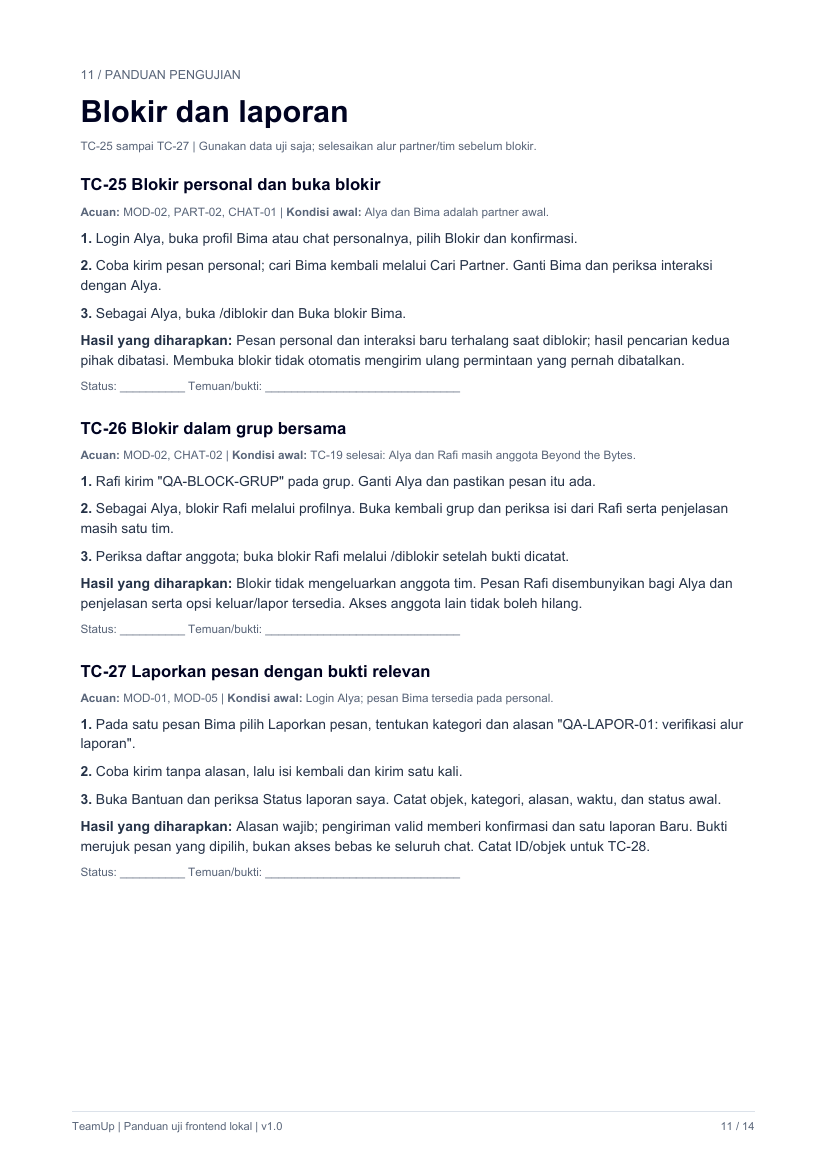 11 / PANDUAN PENGUJIAN
Blokir dan laporan
TC-25 sampai TC-27 | Gunakan data uji saja; selesaikan alur partner/tim sebelum blokir.
TC-25 Blokir personal dan buka blokir
Acuan: MOD-02, PART-02, CHAT-01 | Kondisi awal: Alya dan Bima adalah partner awal.
1. Login Alya, buka profil Bima atau chat personalnya, pilih Blokir dan konfirmasi.
2. Coba kirim pesan personal; cari Bima kembali melalui Cari Partner. Ganti Bima dan periksa interaksi
dengan Alya.
3. Sebagai Alya, buka /diblokir dan Buka blokir Bima.
Hasil yang diharapkan: Pesan personal dan interaksi baru terhalang saat diblokir; hasil pencarian kedua
pihak dibatasi. Membuka blokir tidak otomatis mengirim ulang permintaan yang pernah dibatalkan.
Status: __________ Temuan/bukti: ______________________________
TC-26 Blokir dalam grup bersama
Acuan: MOD-02, CHAT-02 | Kondisi awal: TC-19 selesai: Alya dan Rafi masih anggota Beyond the Bytes.
1. Rafi kirim "QA-BLOCK-GRUP" pada grup. Ganti Alya dan pastikan pesan itu ada.
2. Sebagai Alya, blokir Rafi melalui profilnya. Buka kembali grup dan periksa isi dari Rafi serta penjelasan
masih satu tim.
3. Periksa daftar anggota; buka blokir Rafi melalui /diblokir setelah bukti dicatat.
Hasil yang diharapkan: Blokir tidak mengeluarkan anggota tim. Pesan Rafi disembunyikan bagi Alya dan
penjelasan serta opsi keluar/lapor tersedia. Akses anggota lain tidak boleh hilang.
Status: __________ Temuan/bukti: ______________________________
TC-27 Laporkan pesan dengan bukti relevan
Acuan: MOD-01, MOD-05 | Kondisi awal: Login Alya; pesan Bima tersedia pada personal.
1. Pada satu pesan Bima pilih Laporkan pesan, tentukan kategori dan alasan "QA-LAPOR-01: verifikasi alur
laporan".
2. Coba kirim tanpa alasan, lalu isi kembali dan kirim satu kali.
3. Buka Bantuan dan periksa Status laporan saya. Catat objek, kategori, alasan, waktu, dan status awal.
Hasil yang diharapkan: Alasan wajib; pengiriman valid memberi konfirmasi dan satu laporan Baru. Bukti
merujuk pesan yang dipilih, bukan akses bebas ke seluruh chat. Catat ID/objek untuk TC-28.
Status: __________ Temuan/bukti: ______________________________
TeamUp | Panduan uji frontend lokal | v1.0
11 / 14